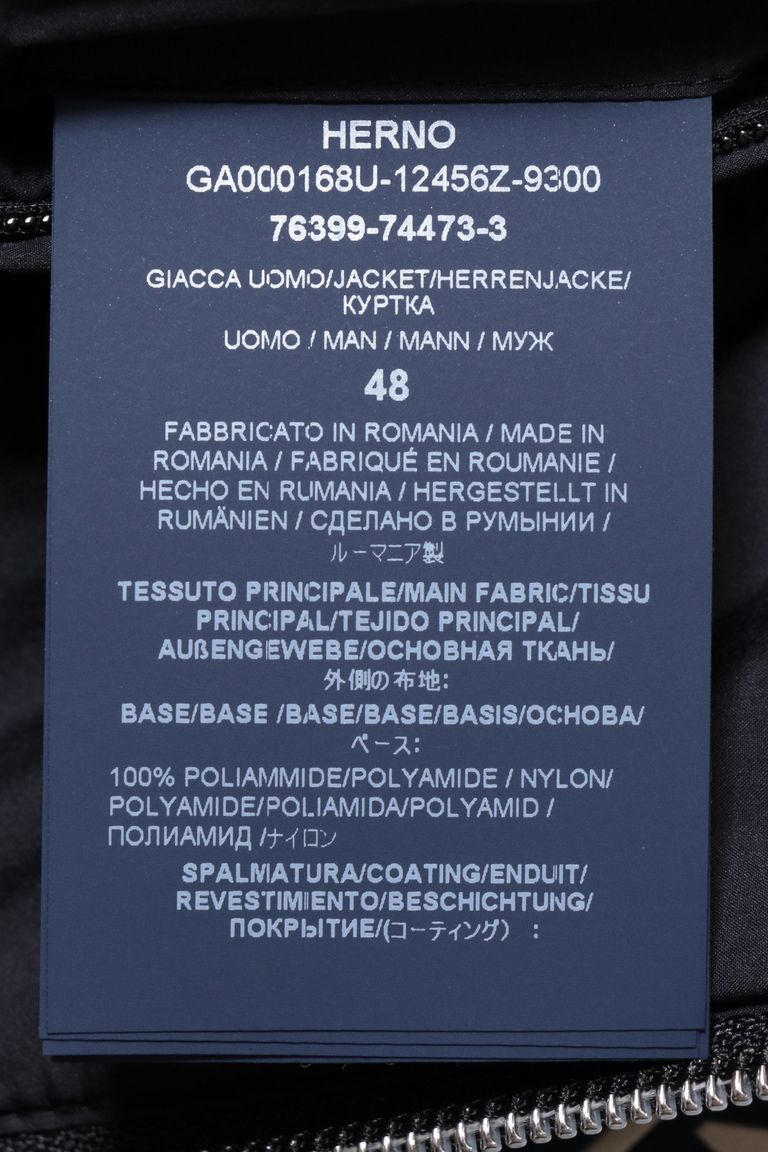 HERNO
GA000168U-12456Z-9300
76399-74473-3
GIACCA UOMO/JACKET/HERRENJACKE/
КУРТКА
UOMO / MAN / MANN / МУЖ
48
FABBRICATO IN ROMANIA / MADE IN
ROMANIA / FABRIQUÉ EN ROUMANIE /
HECHO EN RUMANIA / HERGESTELLT IN
RUMÄNIEN / СДЕЛАНО В РУМЫНИИ /
ルーマニア製
TESSUTO PRINCIPALE/MAIN FABRIC/TISSU
PRINCIPAL/TEJIDO PRINCIPAL/
AUßENGEWEBE/ОСНОВНАЯ ТКАНЬ/
外側の布地:
BASE/BASE /BASE/BASE/BASIS/ОСНОВА/
ベース:
100% POLIAMMIDE/POLYAMIDE / NYLON/
POLYAMIDE/POLIAMIDA/POLYAMID /
ПОЛИАМИД /ナイロン
SPALMATURA/COATING/ENDUIT/
REVESTIMIENTO/BESCHICHTUNG/
ПОКРЫТИЕ/(コーティング） :